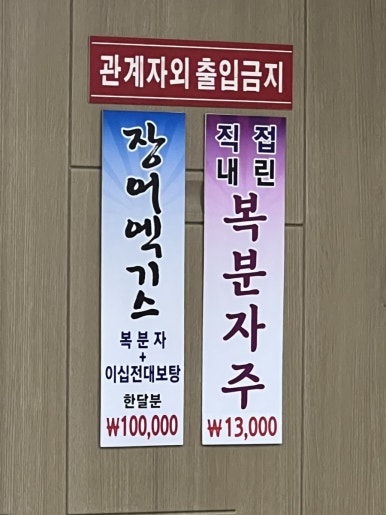 관계자외 출입금지
장어엑기스
복분자
+
이십전대보탕
한달분
₩100,000
직접
내린
복분자주
₩13,000